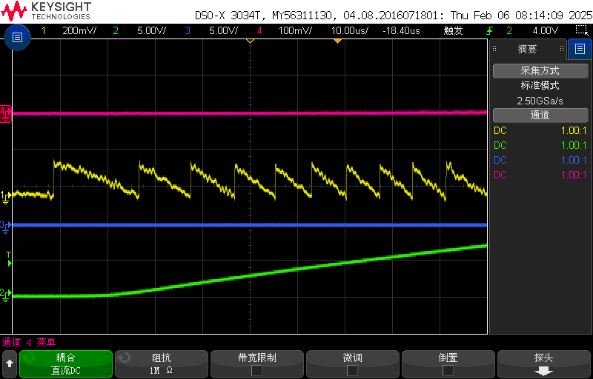 KEYSIGHT
TECHNOLOGIES
DSO-X 3034T, MY56311130, 04.08.2016071801: Thu Feb 06 08:14:09 2025
1 200mV/ 2 5.00V/ 3 5.00V/ 4 100mV/ 10.00us/ -18.40us 触发 2 4.00V
摘要
采集方式
标准模式
2.50GSa/s
通道
DC 1.00:1
DC 1.00:1
DC 1.00:1
DC 1.00:1
4
1
3
T
2
通道 4 菜单
耦合
直流DC
阻抗
1M Ω
带宽限制
微调
倒置
探头